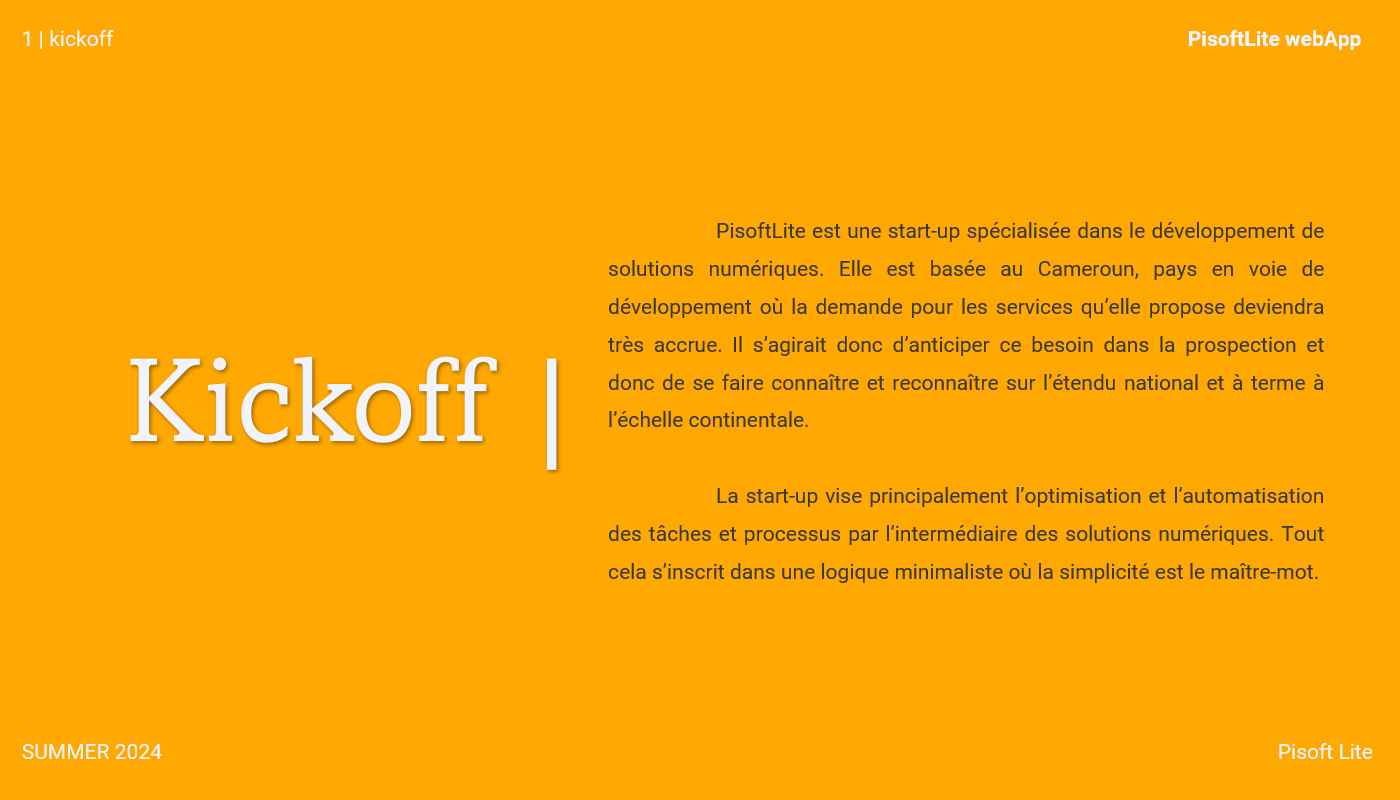 1 | kickoff
PisoftLite webApp
Kickoff |
PisoftLite est une start-up spécialisée dans le développement de
solutions numériques. Elle est basée au Cameroun, pays en voie de
développement où la demande pour les services qu’elle propose deviendra
très accrue. Il s’agirait donc d’anticiper ce besoin dans la prospection et
donc de se faire connaître et reconnaître sur l’étendu national et à terme à
l’échelle continentale.
La start-up vise principalement l’optimisation et l’automatisation
des tâches et processus par l’intermédiaire des solutions numériques. Tout
cela s’inscrit dans une logique minimaliste où la simplicité est le maître-mot.
SUMMER 2024
Pisoft Lite